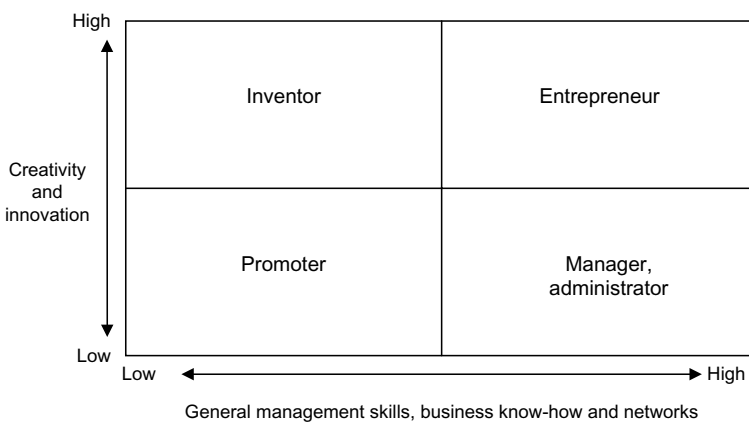 High
Inventor
Entrepreneur
Creativity
and
innovation
Promoter
Manager,
administrator
Low
Low
High
General management skills, business know-how and networks